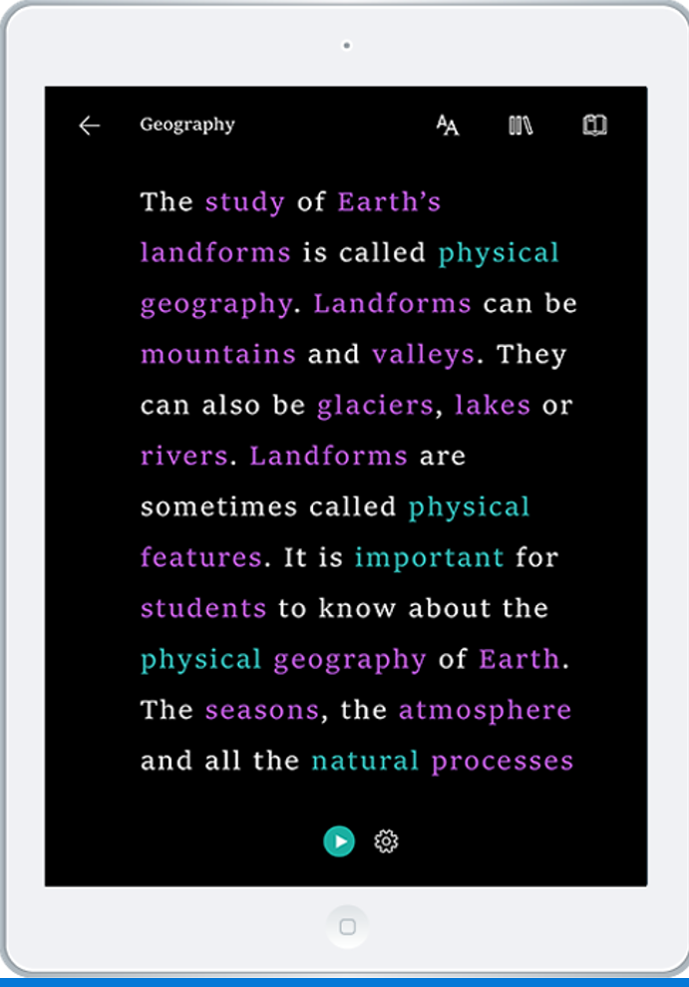 Geography
AA
The study of Earth’s
landforms is called physical
geography. Landforms can be
mountains and valleys. They
can also be glaciers, lakes or
rivers. Landforms are
sometimes called physical
features. It is important for
students to know about the
physical geography of Earth.
The seasons, the atmosphere
and all the natural processes